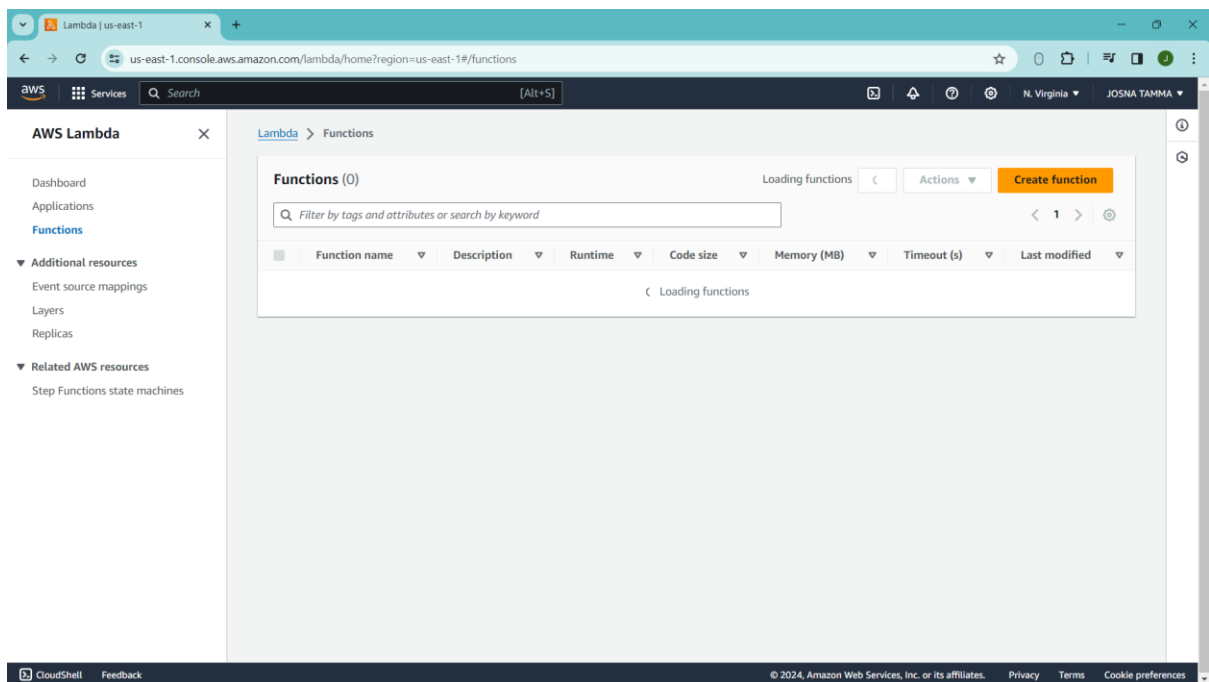 Lambda | us-east-1
us-east-1.console.aws.amazon.com/lambda/home?region=us-east-1#/functions
J
aws
Services
Search
[Alt+S]
N. Virginia
JOSNA TAMMA
AWS Lambda
Dashboard
Applications
Functions
Additional resources
Event source mappings
Layers
Replicas
Related AWS resources
Step Functions state machines
Lambda > Functions
Functions (0)
Loading functions
Actions
Create function
Filter by tags and attributes or search by keyword
1
Function name Description Runtime Code size Memory (MB) Timeout (s) Last modified
Loading functions
CloudShell Feedback
© 2024, Amazon Web Services, Inc. or its affiliates. Privacy Terms Cookie preferences